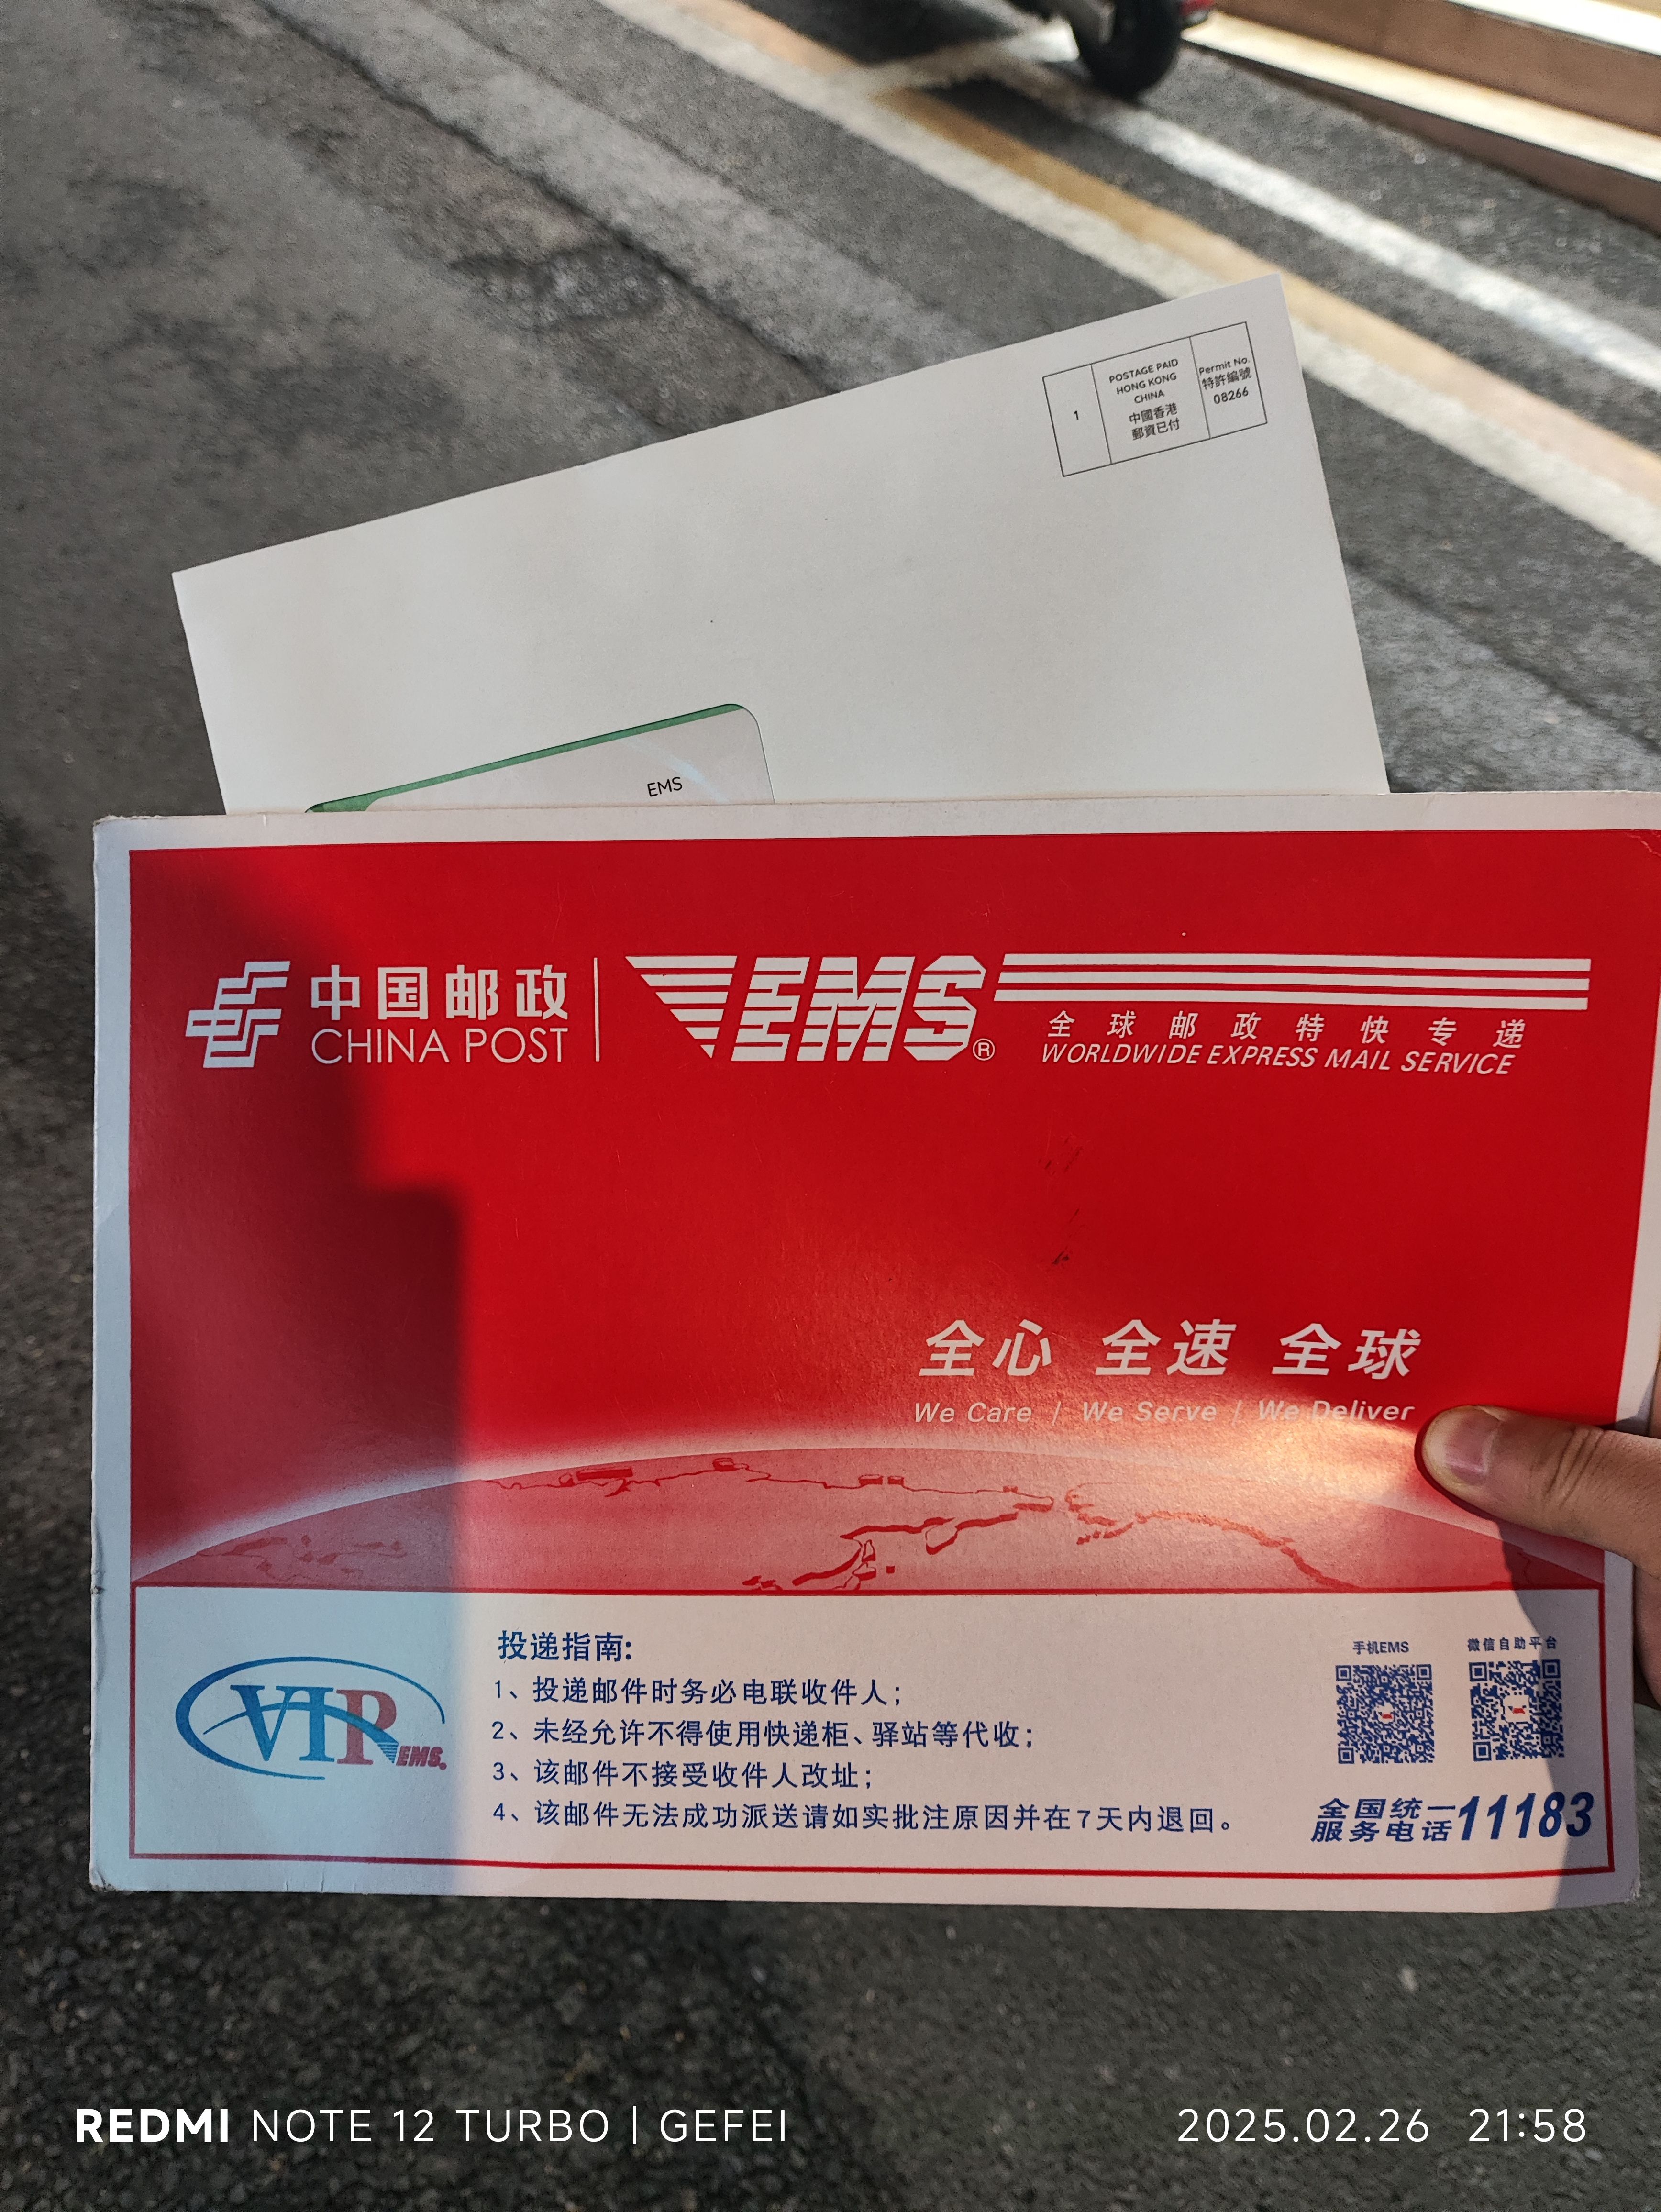 1
POSTAGE PAID
HONG KONG
CHINA
中國香港
郵資已付
Permit No.
特許編號
08266
EMS
中国邮政
CHINA POST
EMS®
全球邮政特快专递
WORLDWIDE EXPRESS MAIL SERVICE
全心 全速 全球
We Care / We Serve / We Deliver
VIP EMS.
投递指南:
1、投递邮件时务必电联收件人;
2、未经允许不得使用快递柜、驿站等代收;
3、该邮件不接受收件人改址;
4、该邮件无法成功派送请如实批注原因并在7天内退回。
手机EMS
微信自助平台
全国统一
服务电话
11183
REDMI NOTE 12 TURBO | GEFEI
2025.02.26 21:58